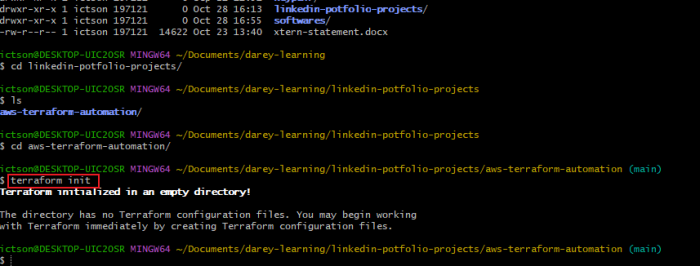 drwxr-xr-x 1 ictson 197121 0 Oct 28 16:13 linkedin-potfolio-projects/
drwxr-xr-x 1 ictson 197121 0 Oct 28 16:55 softwares/
-rw-r--r-- 1 ictson 197121 14622 Oct 23 13:40 xtern-statement.docx
ictson@DESKTOP-UIC2OSR MINGW64 ~/Documents/darey-learning
$ cd linkedin-potfolio-projects/
ictson@DESKTOP-UIC2OSR MINGW64 ~/Documents/darey-learning/linkedin-potfolio-projects
$ ls
aws-terraform-automation/
ictson@DESKTOP-UIC2OSR MINGW64 ~/Documents/darey-learning/linkedin-potfolio-projects
$ cd aws-terraform-automation/
ictson@DESKTOP-UIC2OSR MINGW64 ~/Documents/darey-learning/linkedin-potfolio-projects/aws-terraform-automation (main)
$ terraform init
Terraform initialized in an empty directory!
The directory has no Terraform configuration files. You may begin working
with Terraform immediately by creating Terraform configuration files.
ictson@DESKTOP-UIC2OSR MINGW64 ~/Documents/darey-learning/linkedin-potfolio-projects/aws-terraform-automation (main)
$